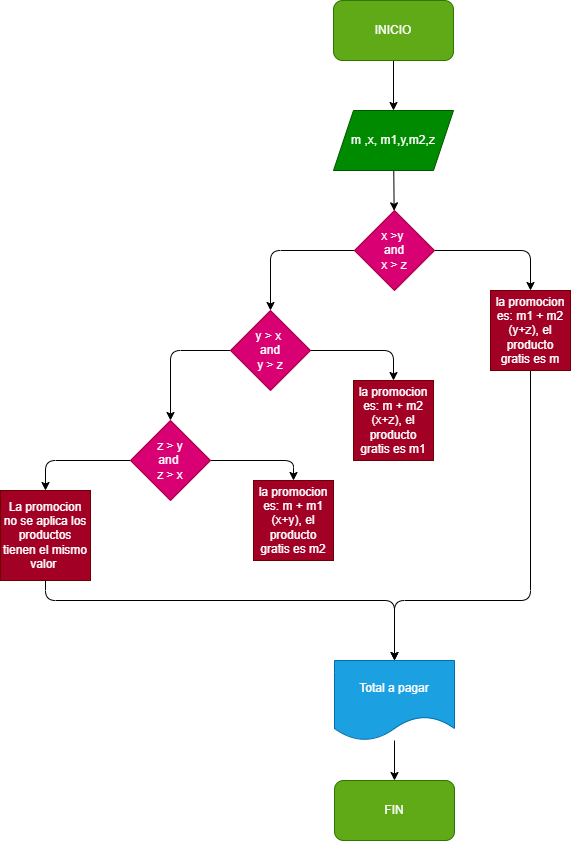 INICIO
m ,x, m1,y,m2,z
x >y
and
x > z
la promocion
es: m1 + m2
(y+z), el
producto
gratis es m
y > x
and
y > z
la promocion
es: m + m2
(x+z), el
producto
gratis es m1
z > y
and
z > x
la promocion
es: m + m1
(x+y), el
producto
gratis es m2
La promocion
no se aplica los
productos
tienen el mismo
valor
Total a pagar
FIN